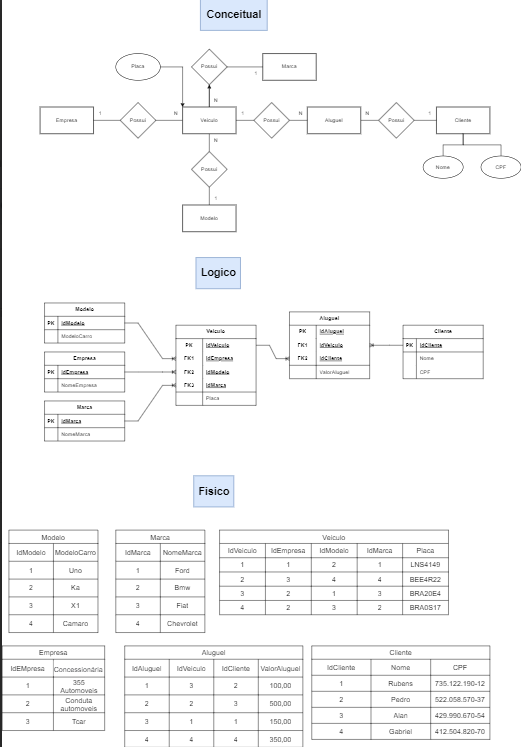 Conceitual
Placa
Possui
1
Marca
N
Empresa
1
Possui
N
Veiculo
1
Possui
N
Aluguel
N
Possui
1
Cliente
N
Possui
1
Modelo
Nome
CPF
Logico
Modelo
PK IdModelo
ModeloCarro
Empresa
PK IdEmpresa
NomeEmpresa
Marca
PK IdMarca
NomeMarca
Veiculo
PK IdVeiculo
FK1 IdEmpresa
FK2 IdModelo
FK3 IdMarca
Placa
Aluguel
PK IdAluguel
FK1 IdVeiculo
FK2 IdCliente
ValorAluguel
Cliente
PK IdCliente
Nome
CPF
Fisico
Modelo
IdModelo ModeloCarro
1 Uno
2 Ka
3 X1
4 Camaro
Marca
IdMarca NomeMarca
1 Ford
2 Bmw
3 Fiat
4 Chevrolet
Veiculo
IdVeiculo IdEmpresa IdModelo IdMarca Placa
1 1 2 1 LNS4149
2 3 4 4 BEE4R22
3 2 1 3 BRA20E4
4 2 3 2 BRA0S17
Empresa
IdEMpresa Concessionária
1 355 Automoveis
2 Conduta automoveis
3 Tcar
Aluguel
IdAluguel IdVeiculo IdCliente ValorAluguel
1 3 2 100,00
2 2 3 500,00
3 1 1 150,00
4 4 4 350,00
Cliente
IdCliente Nome CPF
1 Rubens 735.122.190-12
2 Pedro 522.058.570-37
3 Alan 429.990.670-54
4 Gabriel 412.504.820-70